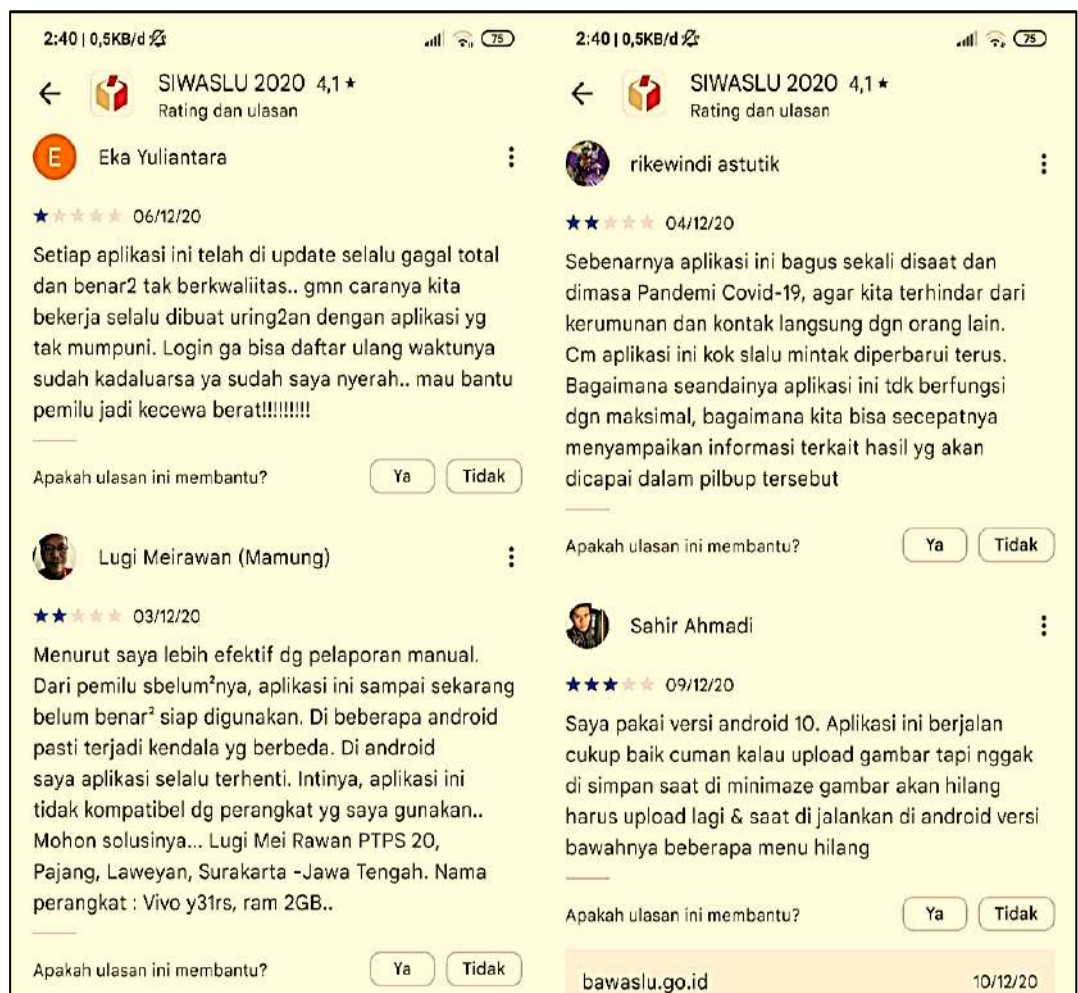 2:40 | 0,5KB/d
75
SIWASLU 2020 4,1 ★
Rating dan ulasan
E
Eka Yuliantara
06/12/20
Setiap aplikasi ini telah di update selalu gagal total
dan benar2 tak berkwaliitas.. gmn caranya kita
bekerja selalu dibuat uring2an dengan aplikasi yg
tak mumpuni. Login ga bisa daftar ulang waktunya
sudah kadaluarsa ya sudah saya nyerah.. mau bantu
pemilu jadi kecewa berat!!!!!!!!!
Apakah ulasan ini membantu?
Ya
Tidak
Lugi Meirawan (Mamung)
03/12/20
Menurut saya lebih efektif dg pelaporan manual.
Dari pemilu sbelum²nya, aplikasi ini sampai sekarang
belum benar² siap digunakan. Di beberapa android
pasti terjadi kendala yg berbeda. Di android
saya aplikasi selalu terhenti. Intinya, aplikasi ini
tidak kompatibel dg perangkat yg saya gunakan..
Mohon solusinya... Lugi Mei Rawan PTPS 20,
Pajang, Laweyan, Surakarta -Jawa Tengah. Nama
perangkat : Vivo y31rs, ram 2GB..
Apakah ulasan ini membantu?
Ya
Tidak
2:40 | 0,5KB/d
75
SIWASLU 2020 4,1 ★
Rating dan ulasan
rikewindi astutik
04/12/20
Sebenarnya aplikasi ini bagus sekali disaat dan
dimasa Pandemi Covid-19, agar kita terhindar dari
kerumunan dan kontak langsung dgn orang lain.
Cm aplikasi ini kok slalu mintak diperbarui terus.
Bagaimana seandainya aplikasi ini tdk berfungsi
dgn maksimal, bagaimana kita bisa secepatnya
menyampaikan informasi terkait hasil yg akan
dicapai dalam pilbup tersebut
Apakah ulasan ini membantu?
Ya
Tidak
Sahir Ahmadi
09/12/20
Saya pakai versi android 10. Aplikasi ini berjalan
cukup baik cuman kalau upload gambar tapi nggak
di simpan saat di minimaze gambar akan hilang
harus upload lagi & saat di jalankan di android versi
bawahnya beberapa menu hilang
Apakah ulasan ini membantu?
Ya
Tidak
bawaslu.go.id
10/12/20